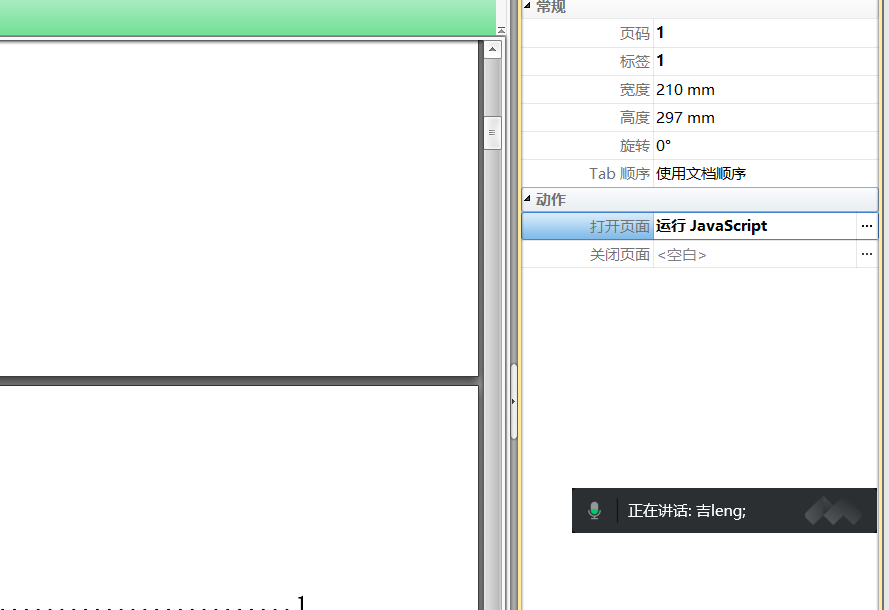 常规
页码 1
标签 1
宽度 210 mm
高度 297 mm
旋转 0°
Tab 顺序 使用文档顺序
动作
打开页面 运行 JavaScript ...
关闭页面 <空白> ...
正在讲话: 吉leng;
........................1